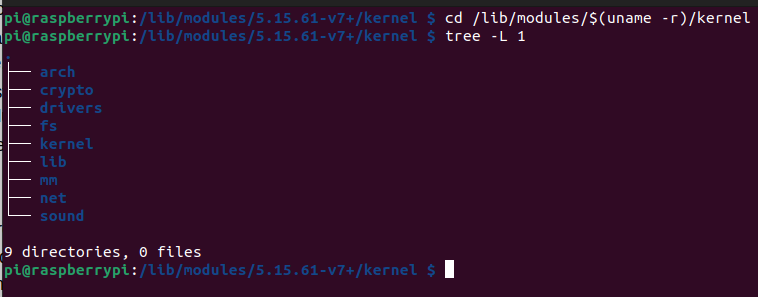 pi@raspberrypi:/lib/modules/5.15.61-v7+/kernel $ cd /lib/modules/$(uname -r)/kernel
pi@raspberrypi:/lib/modules/5.15.61-v7+/kernel $ tree -L 1
.
├── arch
├── crypto
├── drivers
├── fs
├── kernel
├── lib
├── mm
├── net
└── sound
9 directories, 0 files
pi@raspberrypi:/lib/modules/5.15.61-v7+/kernel $